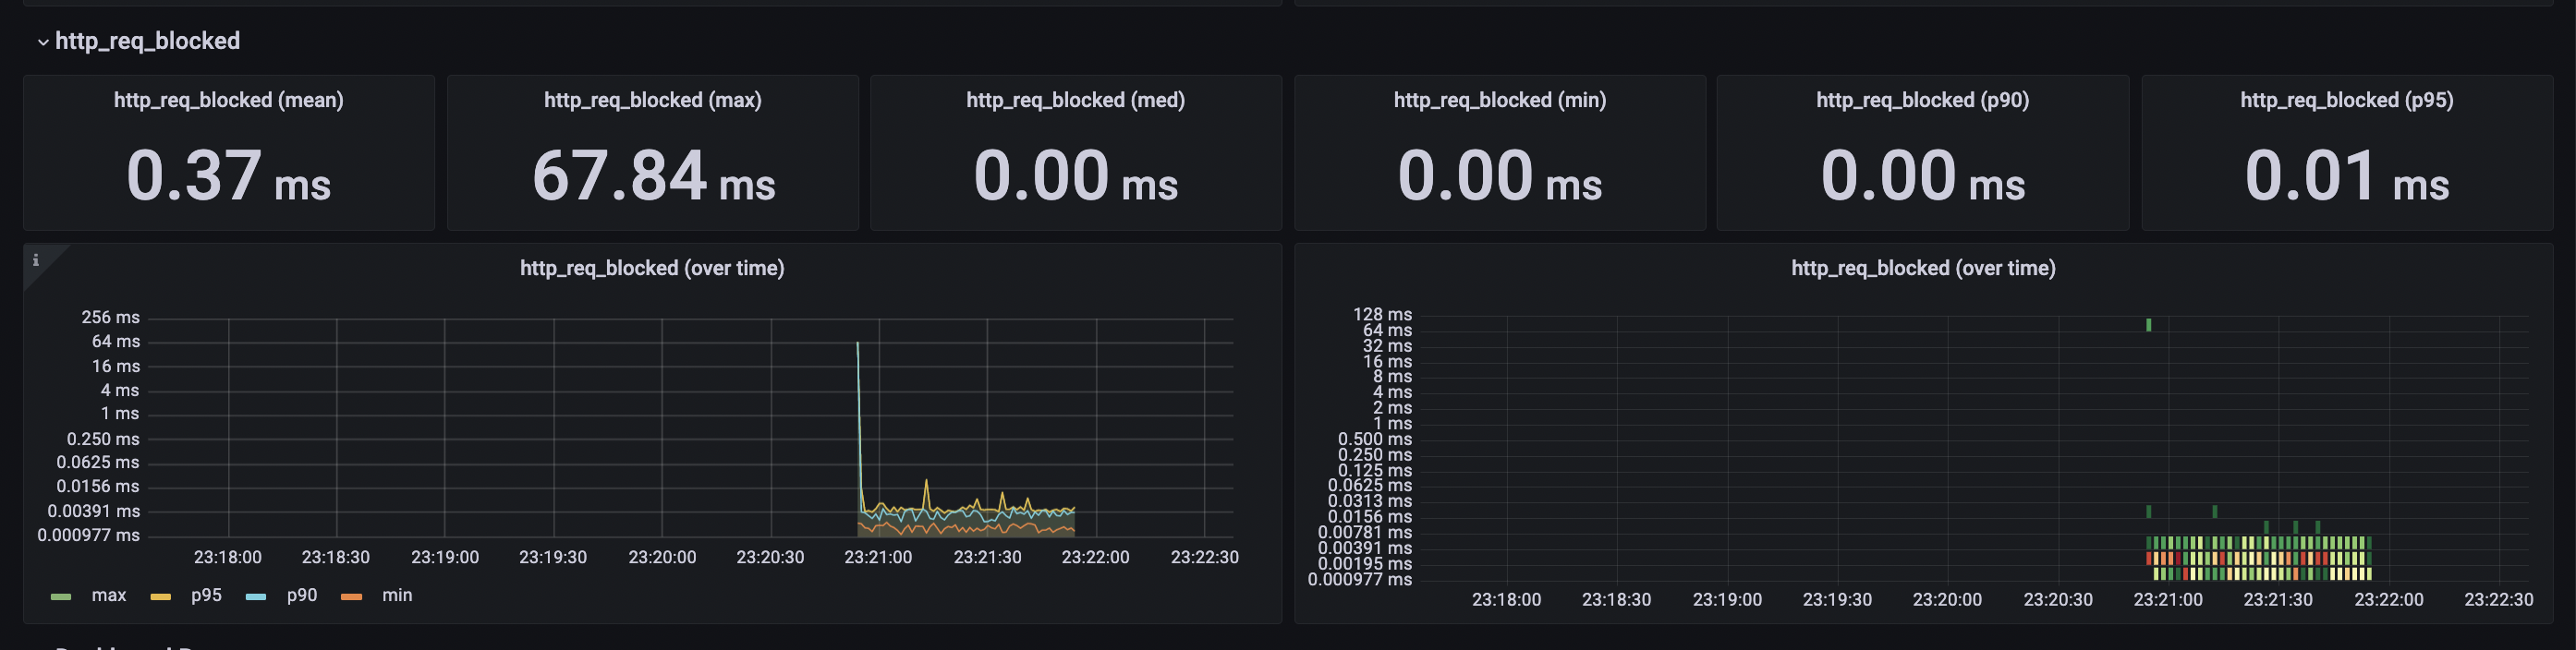 http_req_blocked
http_req_blocked (mean)
0.37 ms
http_req_blocked (max)
67.84 ms
http_req_blocked (med)
0.00 ms
http_req_blocked (min)
0.00 ms
http_req_blocked (p90)
0.00 ms
http_req_blocked (p95)
0.01 ms
i
http_req_blocked (over time)
256 ms
64 ms
16 ms
4 ms
1 ms
0.250 ms
0.0625 ms
0.0156 ms
0.00391 ms
0.000977 ms
23:18:00 23:18:30 23:19:00 23:19:30 23:20:00 23:20:30 23:21:00 23:21:30 23:22:00 23:22:30
max p95 p90 min
http_req_blocked (over time)
128 ms
64 ms
32 ms
16 ms
8 ms
4 ms
2 ms
1 ms
0.500 ms
0.250 ms
0.125 ms
0.0625 ms
0.0313 ms
0.0156 ms
0.00781 ms
0.00391 ms
0.00195 ms
0.000977 ms
23:18:00 23:18:30 23:19:00 23:19:30 23:20:00 23:20:30 23:21:00 23:21:30 23:22:00 23:22:30